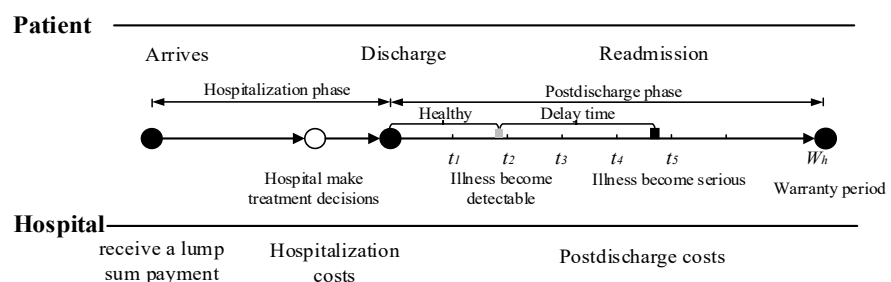 Patient
Arrives
Discharge
Readmission
Hospitalization phase
Postdischarge phase
Healthy
Delay time
t1
t2
t3
t4
t5
Wh
Hospital make
treatment decisions
Illness become
detectable
Illness become serious
Warranty period
Hospital
receive a lump
sum payment
Hospitalization
costs
Postdischarge costs